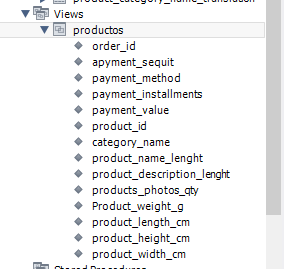 product_category_name_translation
Views
productos
order_id
apyment_sequit
payment_method
payment_installments
payment_value
product_id
category_name
product_name_lenght
product_description_lenght
products_photos_qty
Product_weight_g
product_length_cm
product_height_cm
product_width_cm
Stored Procedures